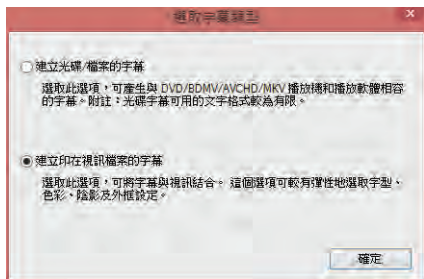 選取字幕類型
建立光碟/檔案的字幕
選取此選項，可產生與 DVD/BDMV/AVCHD/MKV 播放機和播放軟體相容
的字幕。附註：光碟字幕可用的文字格式較為有限。
建立印在視訊檔案的字幕
選取此選項，可將字幕與視訊結合。 這個選項可較有彈性地選取字型、
色彩、陰影及外框設定。
確定